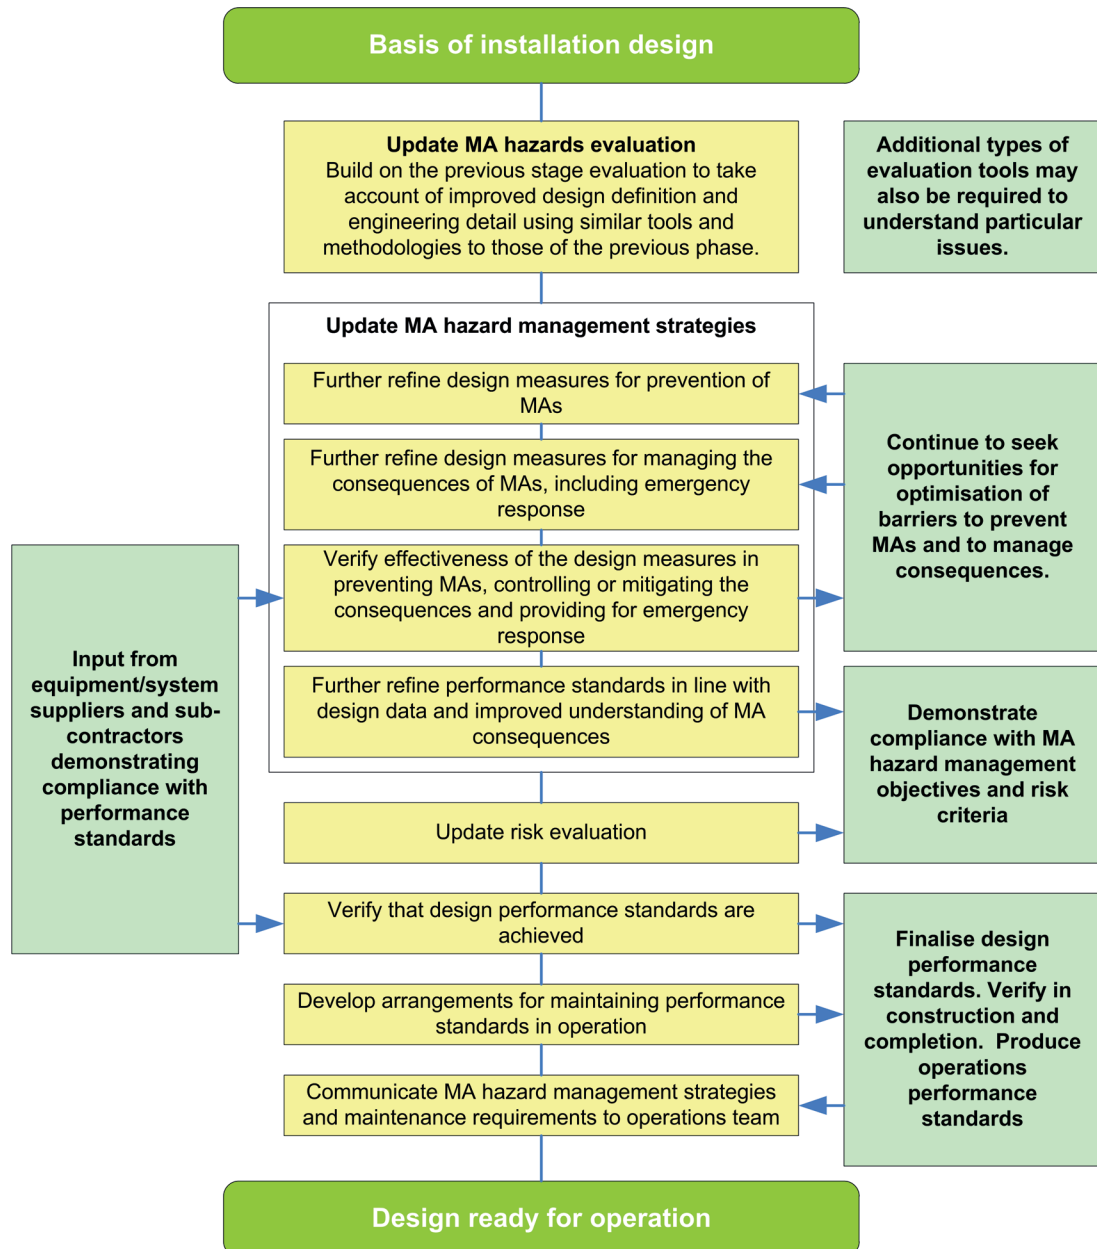 Basis of installation design
Update MA hazards evaluation
Build on the previous stage evaluation to take
account of improved design definition and
engineering detail using similar tools and
methodologies to those of the previous phase.
Additional types of
evaluation tools may
also be required to
understand particular
issues.
Update MA hazard management strategies
Further refine design measures for prevention of
MAs
Further refine design measures for managing the
consequences of MAs, including emergency
response
Verify effectiveness of the design measures in
preventing MAs, controlling or mitigating the
consequences and providing for emergency
response
Further refine performance standards in line with
design data and improved understanding of MA
consequences
Continue to seek
opportunities for
optimisation of
barriers to prevent
MAs and to manage
consequences.
Input from
equipment/system
suppliers and sub-
contractors
demonstrating
compliance with
performance
standards
Demonstrate
compliance with MA
hazard management
objectives and risk
criteria
Update risk evaluation
Verify that design performance standards are
achieved
Develop arrangements for maintaining performance
standards in operation
Communicate MA hazard management strategies
and maintenance requirements to operations team
Finalise design
performance
standards. Verify in
construction and
completion.  Produce
operations
performance
standards
Design ready for operation